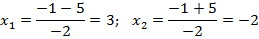 x₁ = (−1 − 5)/(−2) = 3;  x₂ = (−1 + 5)/(−2) = −2